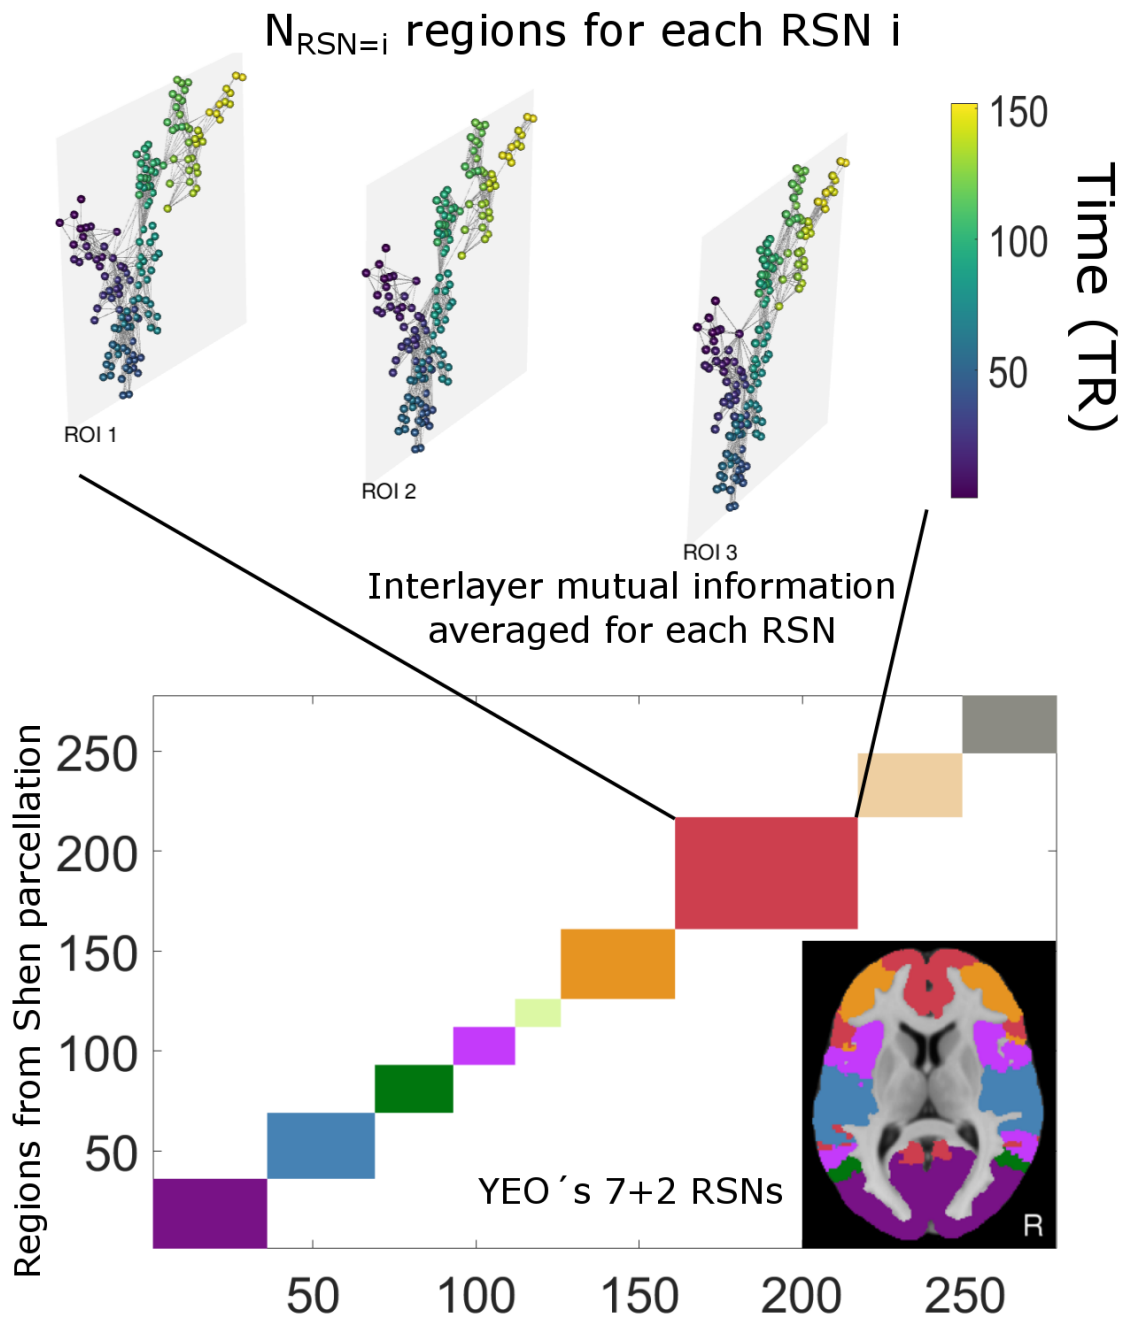 N_RSN=i regions for each RSN i
150
100
50
Time (TR)
ROI 1
ROI 2
ROI 3
Interlayer mutual information
averaged for each RSN
Regions from Shen parcellation
250
200
150
100
50
YEO´s 7+2 RSNs
R
50
100
150
200
250